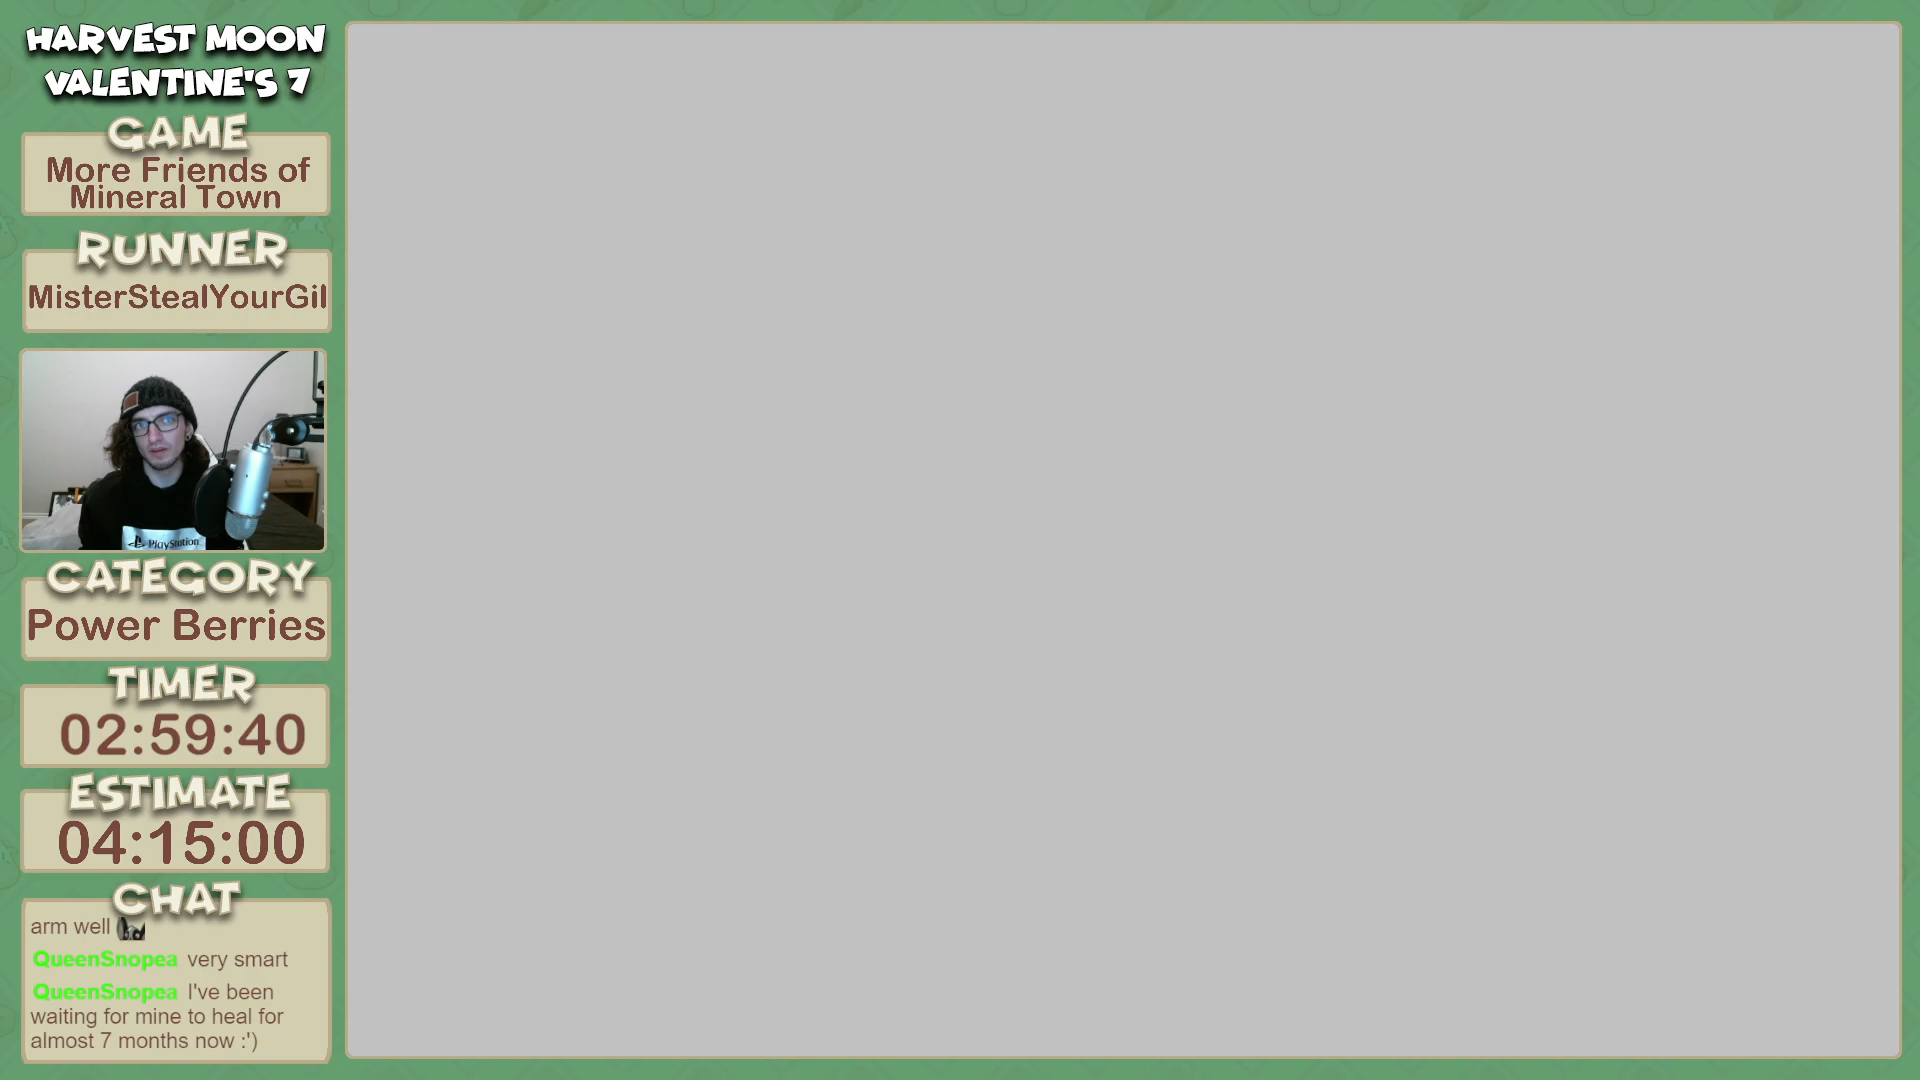 HARVEST MOON
VALENTINE'S 7
GAME
More Friends of
Mineral Town
RUNNER
MisterStealYourGil
PlayStation
CATEGORY
Power Berries
TIMER
02:59:40
ESTIMATE
04:15:00
CHAT
arm well
QueenSnopea very smart
QueenSnopea I've been
waiting for mine to heal for
almost 7 months now :')